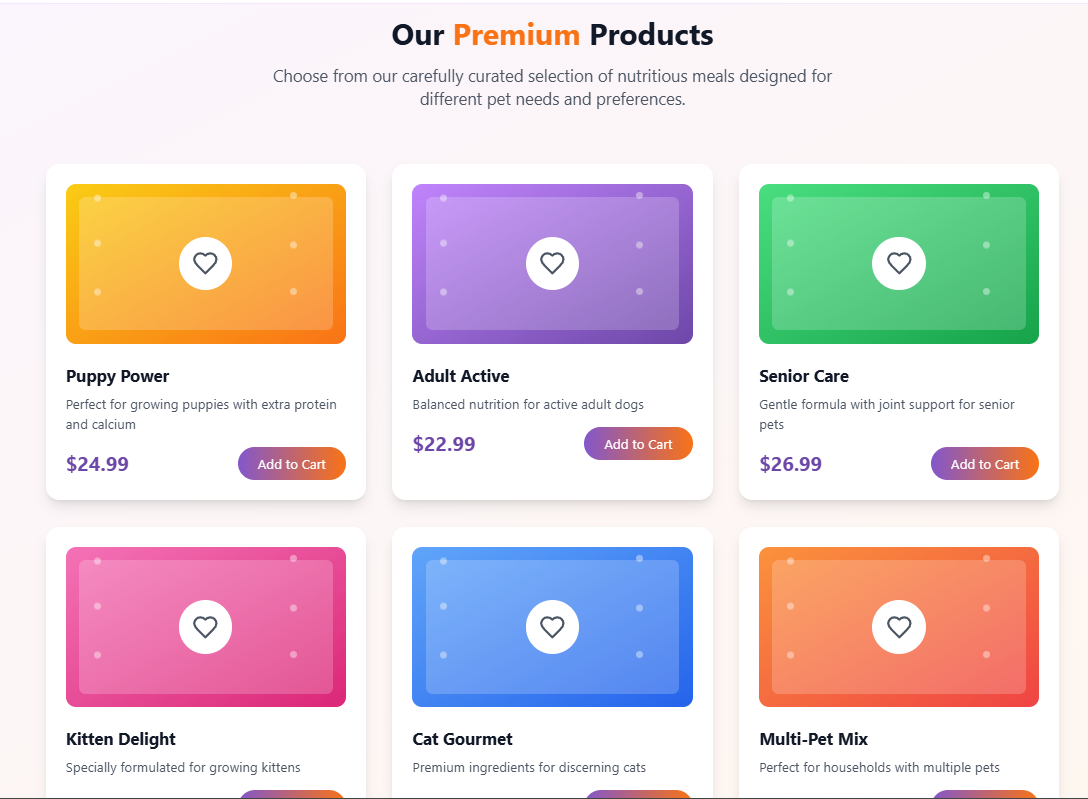 Our Premium Products
Choose from our carefully curated selection of nutritious meals designed for
different pet needs and preferences.
Puppy Power
Perfect for growing puppies with extra protein
and calcium
$24.99
Add to Cart
Adult Active
Balanced nutrition for active adult dogs
$22.99
Add to Cart
Senior Care
Gentle formula with joint support for senior
pets
$26.99
Add to Cart
Kitten Delight
Specially formulated for growing kittens
Cat Gourmet
Premium ingredients for discerning cats
Multi-Pet Mix
Perfect for households with multiple pets